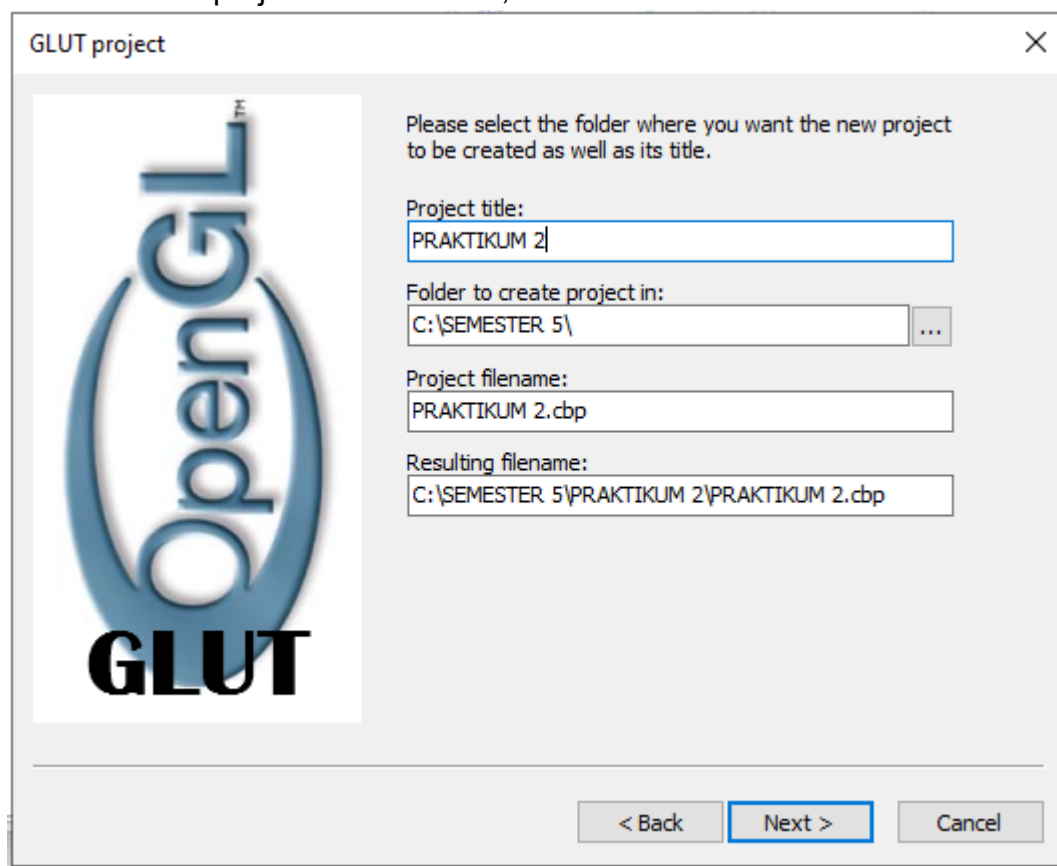 GLUT project
OpenGL™
GLUT
Please select the folder where you want the new project
to be created as well as its title.
Project title:
PRAKTIKUM 2
Folder to create project in:
C:\SEMESTER 5\
...
Project filename:
PRAKTIKUM 2.cbp
Resulting filename:
C:\SEMESTER 5\PRAKTIKUM 2\PRAKTIKUM 2.cbp
< Back
Next >
Cancel